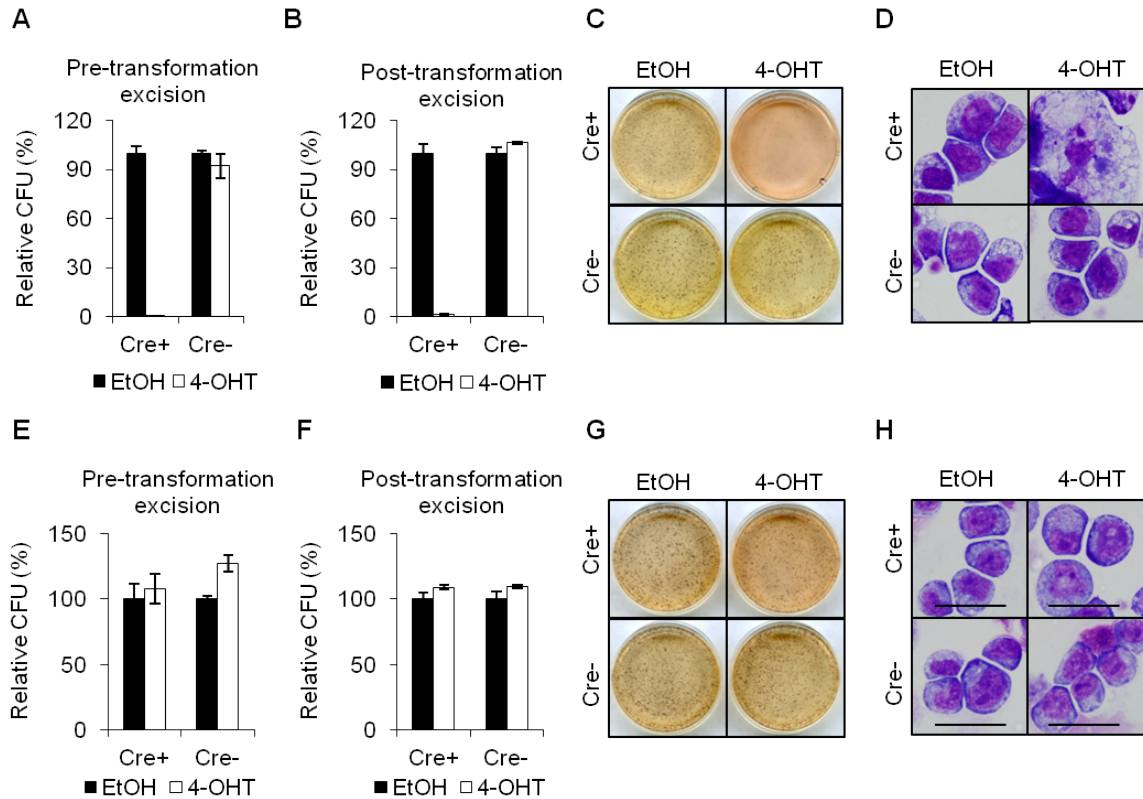 A
Pre-transformation
excision
Relative CFU (%)
120
90
60
30
0
Cre+ Cre-
EtOH 4-OHT
B
Post-transformation
excision
Relative CFU (%)
120
90
60
30
0
Cre+ Cre-
EtOH 4-OHT
C
EtOH 4-OHT
Cre+
Cre-
D
EtOH 4-OHT
Cre+
Cre-
E
Pre-transformation
excision
Relative CFU (%)
150
100
50
0
Cre+ Cre-
EtOH 4-OHT
F
Post-transformation
excision
Relative CFU (%)
150
100
50
0
Cre+ Cre-
EtOH 4-OHT
G
EtOH 4-OHT
Cre+
Cre-
H
EtOH 4-OHT
Cre+
Cre-